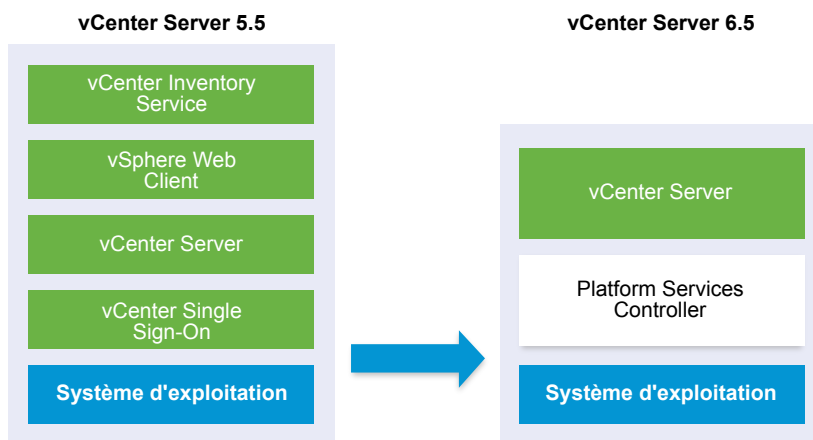 vCenter Server 5.5
vCenter Inventory
Service
vSphere Web
Client
vCenter Server
vCenter Single
Sign-On
Système d'exploitation
vCenter Server 6.5
vCenter Server
Platform Services
Controller
Système d'exploitation